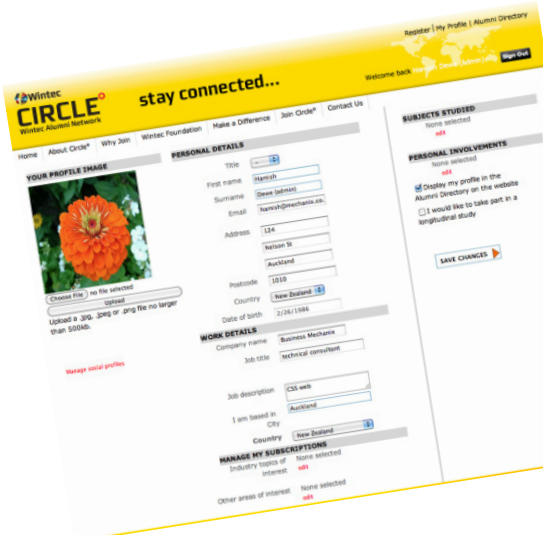 Register | My Profile | Alumni Directory
Wintec
CIRCLE
Wintec Alumni Network
stay connected...
Welcome back
Sign Out
Home
About Circle°
Why Join
Wintec Foundation
Make a Difference
Join Circle°
Contact Us
YOUR PROFILE IMAGE
Choose File no file selected
Upload
Upload a .jpg, .jpeg or .png file no larger
than 500kb.
Manage social profiles
PERSONAL DETAILS
Title
First name Hamish
Surname Dewe (admin)
Email hamish@mechanix.co.
Address 124
Nelson St
Auckland
Postcode 1010
Country New Zealand
Date of birth 2/26/1986
WORK DETAILS
Company name Business Mechanix
Job title technical consultant
Job description CSS web
I am based in
City Auckland
Country New Zealand
MANAGE MY SUBSCRIPTIONS
Industry topics of
interest
None selected
edit
Other areas of interest None selected
edit
SUBJECTS STUDIED
None selected
edit
PERSONAL INVOLVEMENTS
None selected
edit
Display my profile in the
Alumni Directory on the website
I would like to take part in a
longitudinal study
SAVE CHANGES